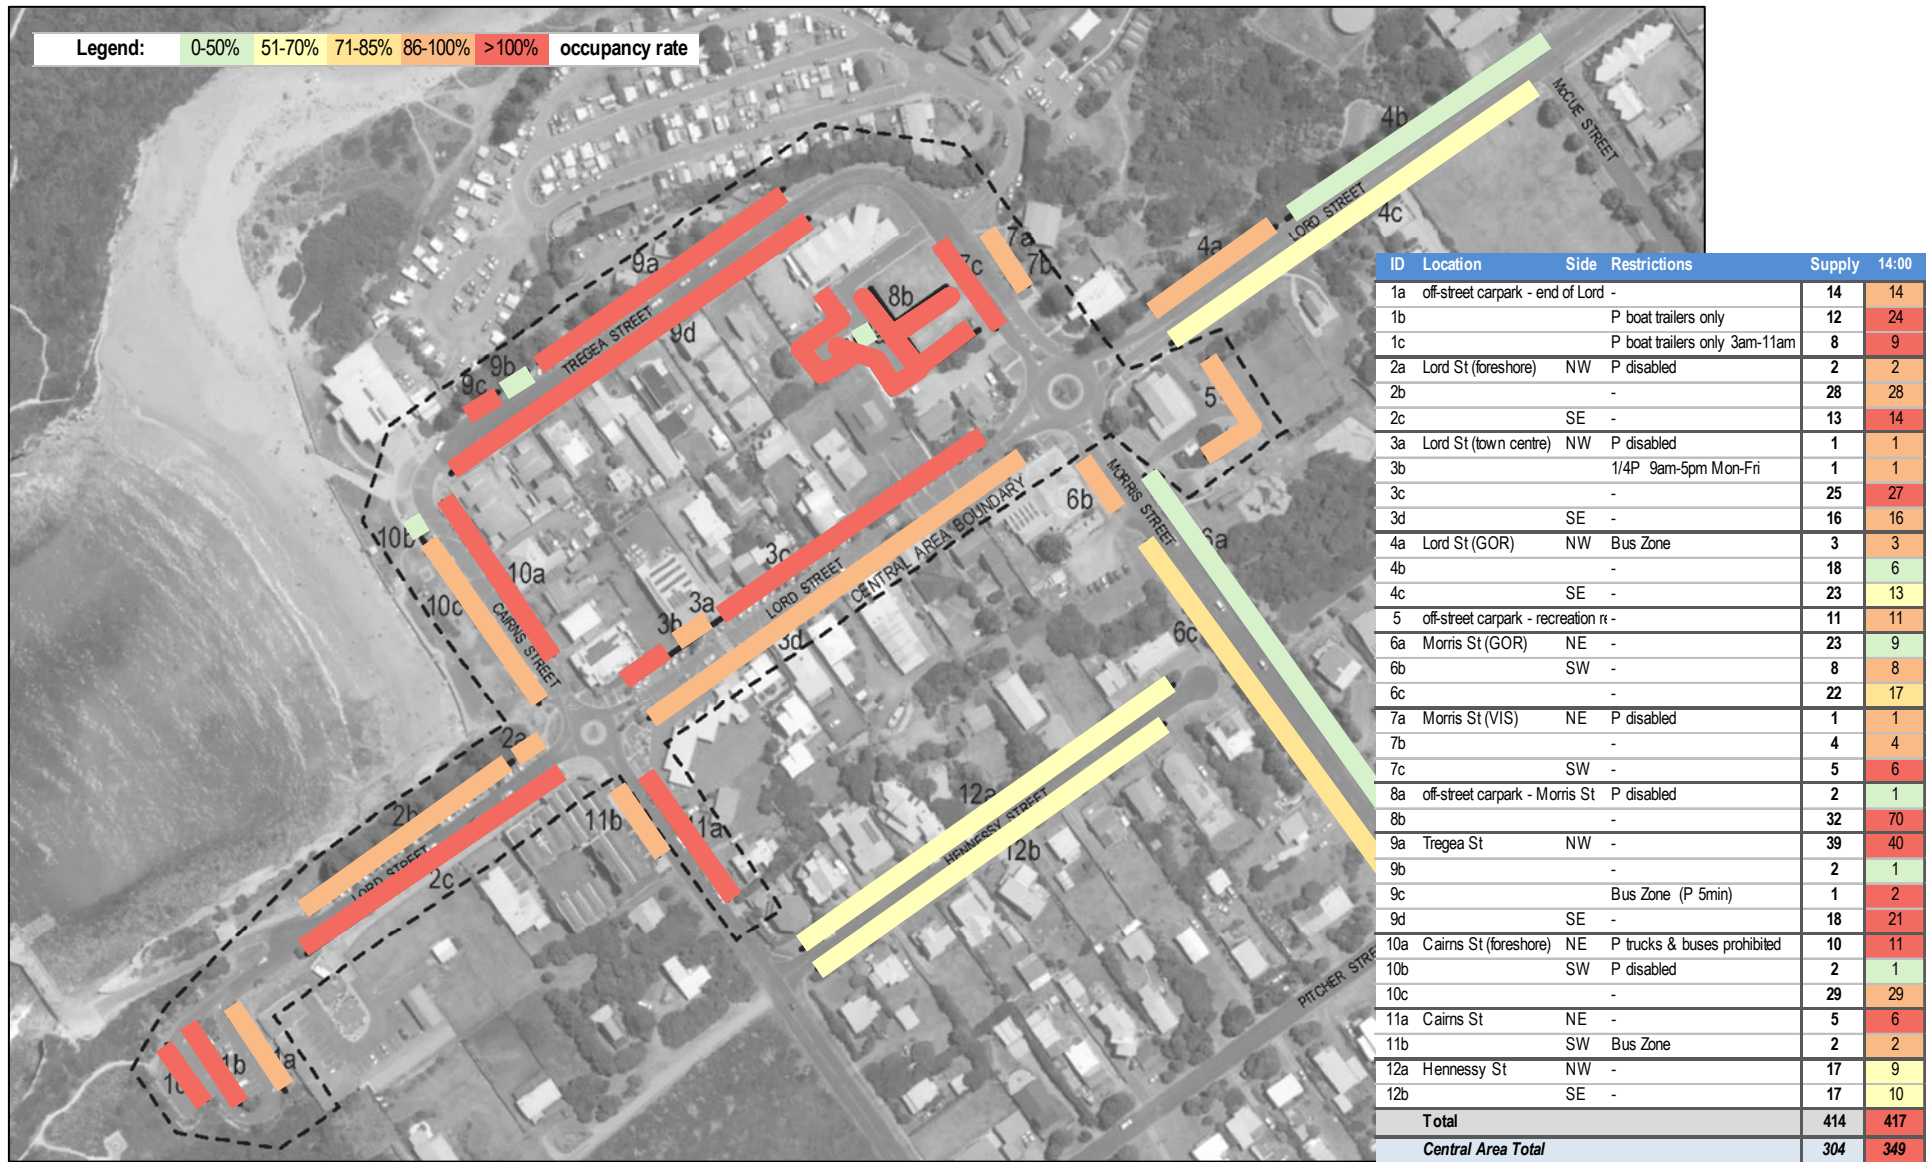 Legend: 0-50% 51-70% 71-85% 86-100% >100% occupancy rate
McCUE STREET
4b
LORD STREET
4c
4a
7a
7b
7c
9a
8b
9d
TREGEA STREET
9b
9c
5
MORRIS STREET
6b
6a
CENTRAL AREA BOUNDARY
10b
10a
3c
LORD STREET
10c
CAIRNS STREET
3a
3b
3d
6c
2a
12a
2b
11b
11a
HENNESSY STREET
12b
LORD STREET
2c
PITCHER STRE
1b
1a
ID Location Side Restrictions Supply 14:00
1a off-street carpark - end of Lord - 14 14
1b P boat trailers only 12 24
1c P boat trailers only 3am-11am 8 9
2a Lord St (foreshore) NW P disabled 2 2
2b - 28 28
2c SE - 13 14
3a Lord St (town centre) NW P disabled 1 1
3b 1/4P 9am-5pm Mon-Fri 1 1
3c - 25 27
3d SE - 16 16
4a Lord St (GOR) NW Bus Zone 3 3
4b - 18 6
4c SE - 23 13
5 off-street carpark - recreation re - 11 11
6a Morris St (GOR) NE - 23 9
6b SW - 8 8
6c - 22 17
7a Morris St (VIS) NE P disabled 1 1
7b - 4 4
7c SW - 5 6
8a off-street carpark - Morris St P disabled 2 1
8b - 32 70
9a Tregea St NW - 39 40
9b - 2 1
9c Bus Zone (P 5min) 1 2
9d SE - 18 21
10a Cairns St (foreshore) NE P trucks & buses prohibited 10 11
10b SW P disabled 2 1
10c - 29 29
11a Cairns St NE - 5 6
11b SW Bus Zone 2 2
12a Hennessy St NW - 17 9
12b SE - 17 10
Total 414 417
Central Area Total 304 349